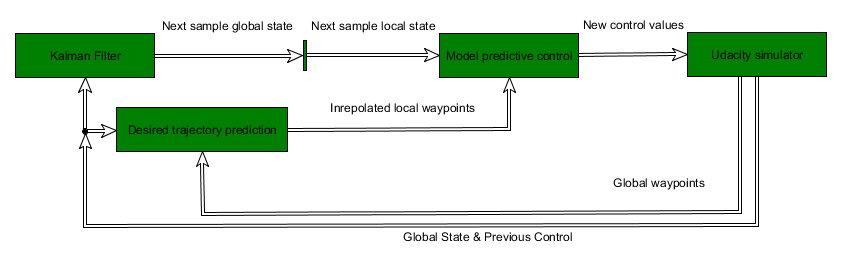 Next sample global state
Next sample local state
New control values
Kalman Filter
Model predictive control
Udacity simulator
Inrepolated local waypoints
Desired trajectory prediction
Global waypoints
Global State & Previous Control